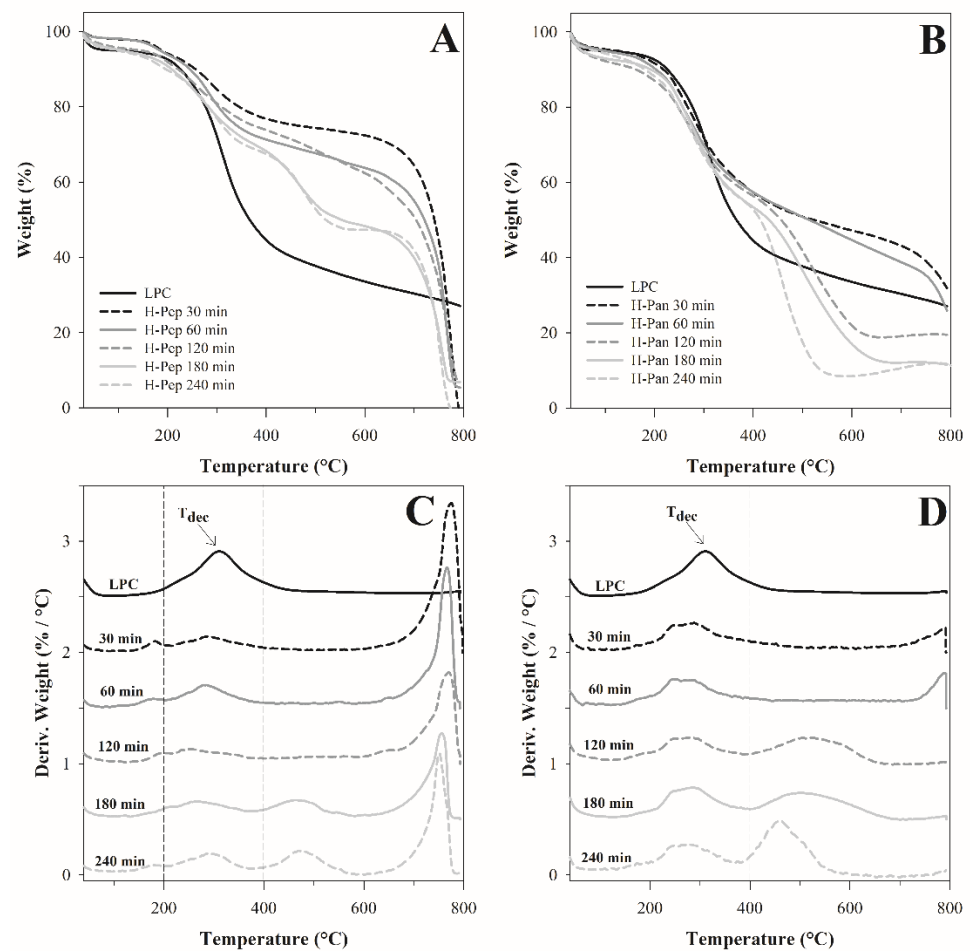 A
100
80
60
40
20
0
Weight (%)
LPC
H-Pep 30 min
H-Pep 60 min
H-Pep 120 min
H-Pep 180 min
H-Pep 240 min
200
400
600
800
Temperature (°C)
B
100
80
60
40
20
0
Weight (%)
LPC
H-Pan 30 min
H-Pan 60 min
H-Pan 120 min
H-Pan 180 min
H-Pan 240 min
200
400
600
800
Temperature (°C)
C
3
2
1
0
Deriv. Weight (% / °C)
Tdec
LPC
30 min
60 min
120 min
180 min
240 min
200
400
600
800
Temperature (°C)
D
3
2
1
0
Deriv. Weight (% / °C)
Tdec
LPC
30 min
60 min
120 min
180 min
240 min
200
400
600
800
Temperature (°C)